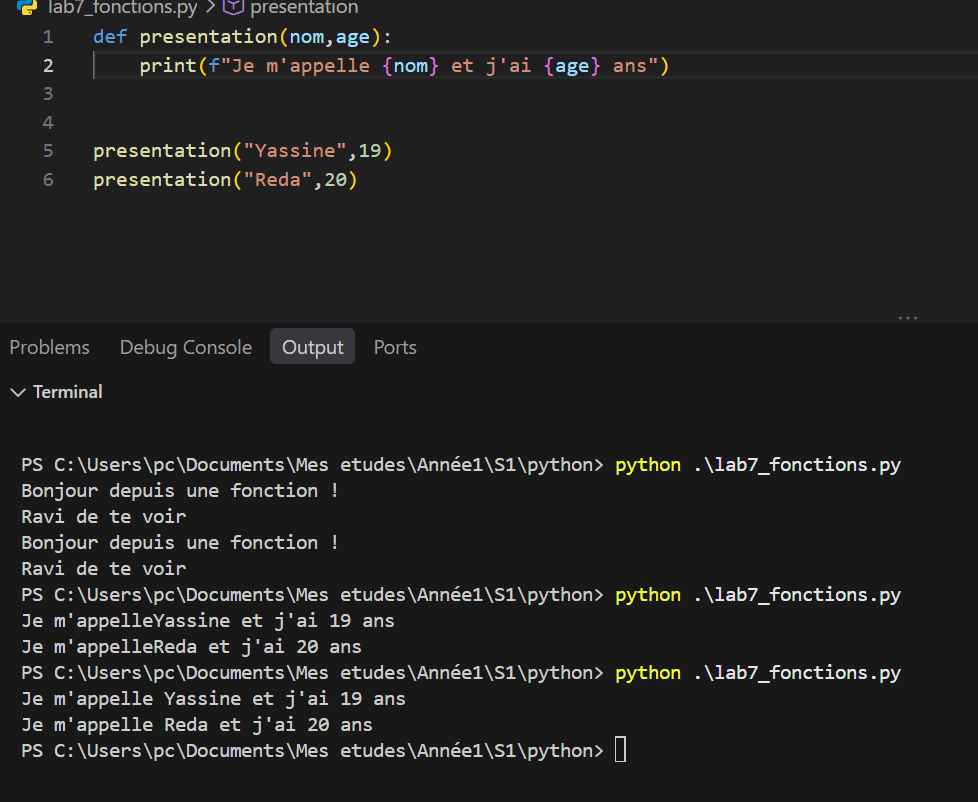 lab7_fonctions.py > presentation
1 def presentation(nom,age):
2 print(f"Je m'appelle {nom} et j'ai {age} ans")
3
4
5 presentation("Yassine",19)
6 presentation("Reda",20)
Problems Debug Console Output Ports
Terminal
PS C:\Users\pc\Documents\Mes etudes\Année1\S1\python> python .\lab7_fonctions.py
Bonjour depuis une fonction !
Ravi de te voir
Bonjour depuis une fonction !
Ravi de te voir
PS C:\Users\pc\Documents\Mes etudes\Année1\S1\python> python .\lab7_fonctions.py
Je m'appelleYassine et j'ai 19 ans
Je m'appelleReda et j'ai 20 ans
PS C:\Users\pc\Documents\Mes etudes\Année1\S1\python> python .\lab7_fonctions.py
Je m'appelle Yassine et j'ai 19 ans
Je m'appelle Reda et j'ai 20 ans
PS C:\Users\pc\Documents\Mes etudes\Année1\S1\python>